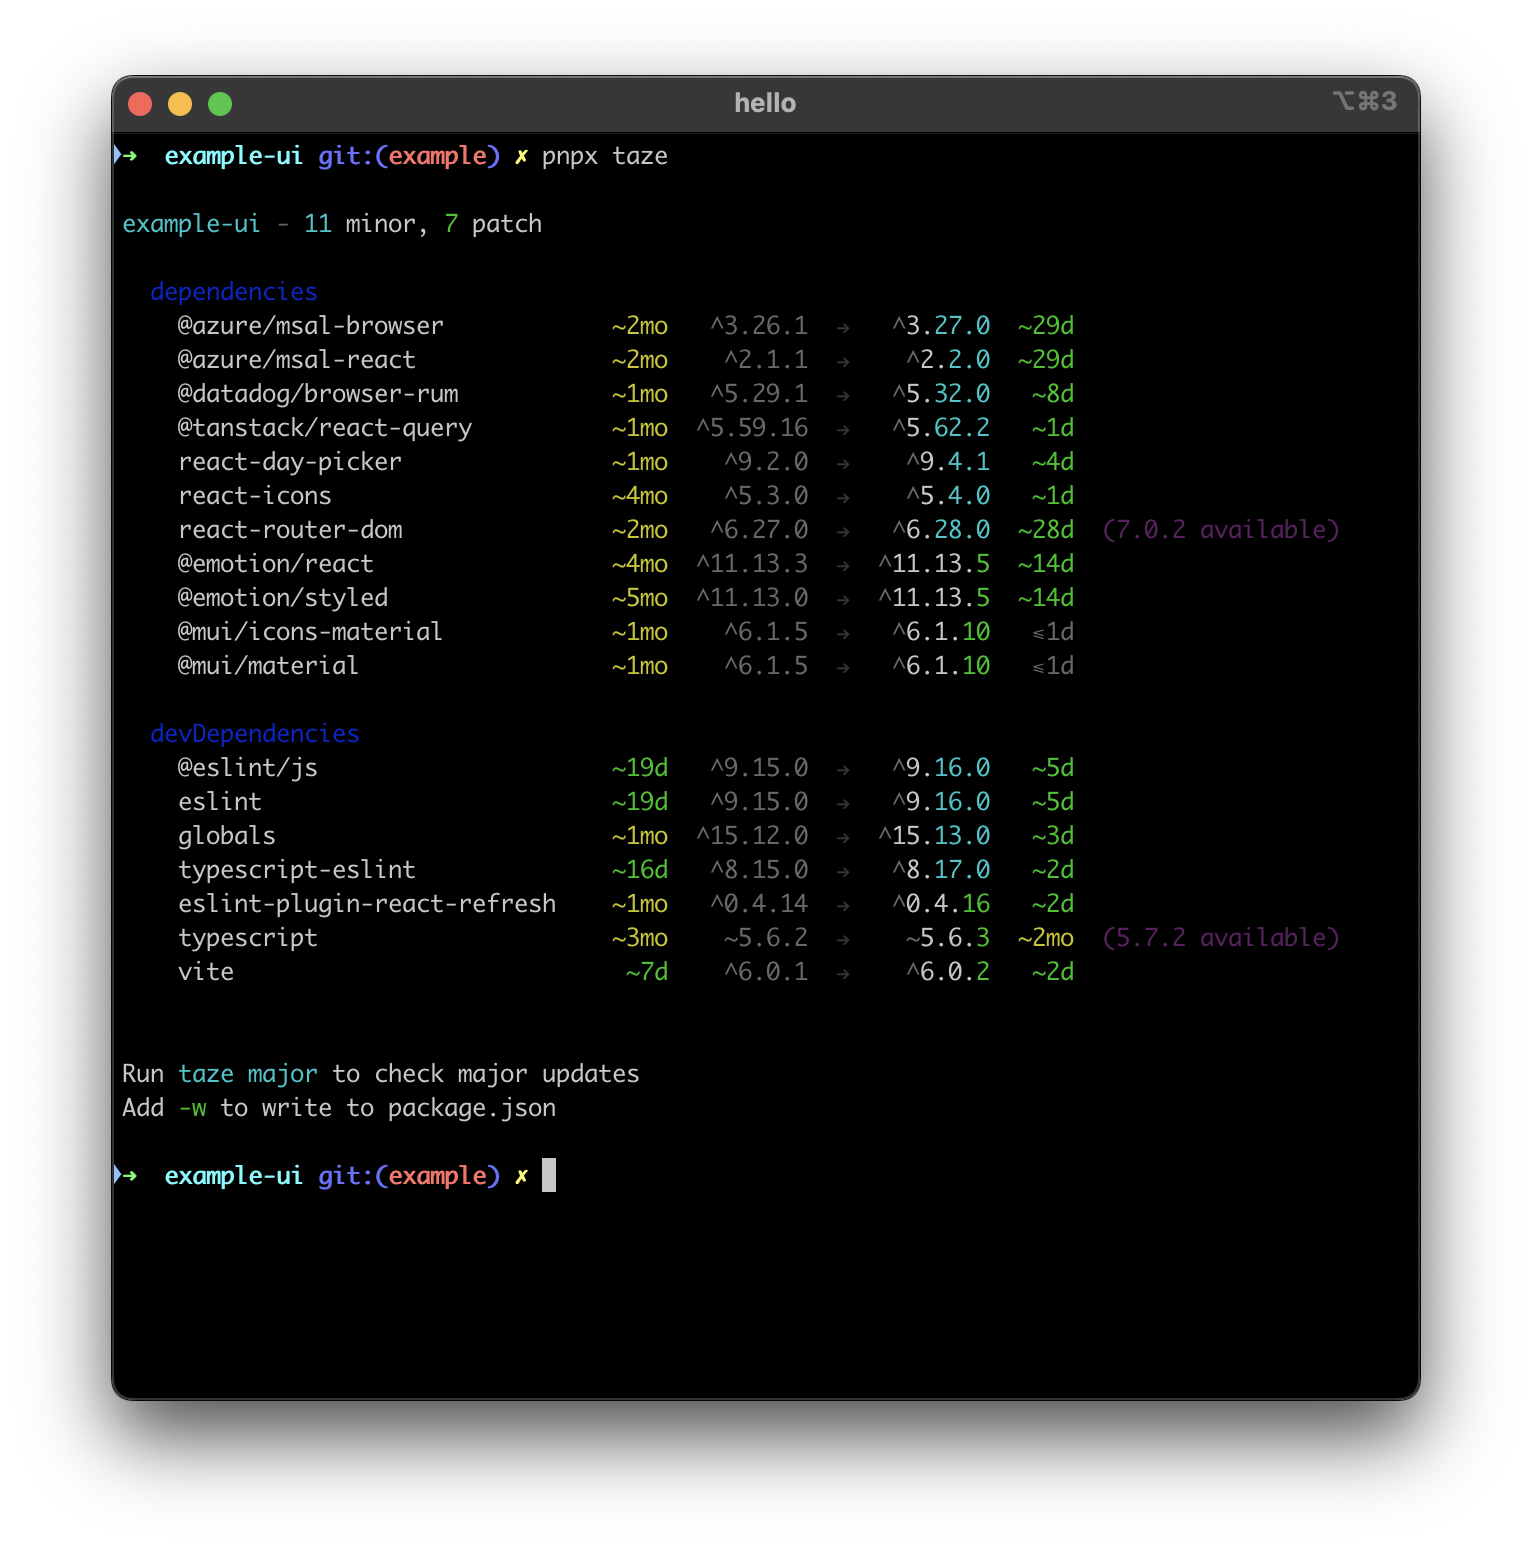 hello
⌥⌘3
➜ example-ui git:(example) ✗ pnpx taze
example-ui - 11 minor, 7 patch
dependencies
@azure/msal-browser ~2mo ^3.26.1 → ^3.27.0 ~29d
@azure/msal-react ~2mo ^2.1.1 → ^2.2.0 ~29d
@datadog/browser-rum ~1mo ^5.29.1 → ^5.32.0 ~8d
@tanstack/react-query ~1mo ^5.59.16 → ^5.62.2 ~1d
react-day-picker ~1mo ^9.2.0 → ^9.4.1 ~4d
react-icons ~4mo ^5.3.0 → ^5.4.0 ~1d
react-router-dom ~2mo ^6.27.0 → ^6.28.0 ~28d (7.0.2 available)
@emotion/react ~4mo ^11.13.3 → ^11.13.5 ~14d
@emotion/styled ~5mo ^11.13.0 → ^11.13.5 ~14d
@mui/icons-material ~1mo ^6.1.5 → ^6.1.10 ⩽1d
@mui/material ~1mo ^6.1.5 → ^6.1.10 ⩽1d
devDependencies
@eslint/js ~19d ^9.15.0 → ^9.16.0 ~5d
eslint ~19d ^9.15.0 → ^9.16.0 ~5d
globals ~1mo ^15.12.0 → ^15.13.0 ~3d
typescript-eslint ~16d ^8.15.0 → ^8.17.0 ~2d
eslint-plugin-react-refresh ~1mo ^0.4.14 → ^0.4.16 ~2d
typescript ~3mo ~5.6.2 → ~5.6.3 ~2mo (5.7.2 available)
vite ~7d ^6.0.1 → ^6.0.2 ~2d
Run taze major to check major updates
Add -w to write to package.json
➜ example-ui git:(example) ✗